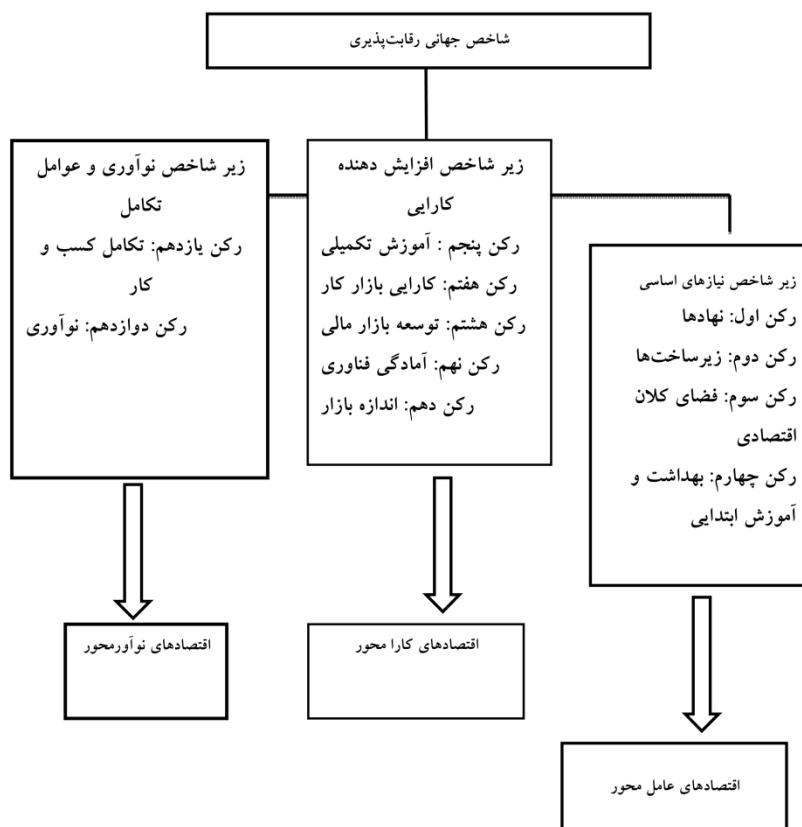 شاخص جهانی رقابت‌پذیری
زیر شاخص نیازهای اساسی
رکن اول: نهادها
رکن دوم: زیرساخت‌ها
رکن سوم: فضای کلان
اقتصادی
رکن چهارم: بهداشت و
آموزش ابتدایی
زیر شاخص افزایش دهنده
کارایی
رکن پنجم : آموزش تکمیلی
رکن هفتم: کارایی بازار کار
رکن هشتم: توسعه بازار مالی
رکن نهم: آمادگی فناوری
رکن دهم: اندازه بازار
زیر شاخص نوآوری و عوامل
تکامل
رکن یازدهم: تکامل کسب و
کار
رکن دوازدهم: نوآوری
اقتصادهای عامل محور
اقتصادهای کارا محور
اقتصادهای نوآورمحور